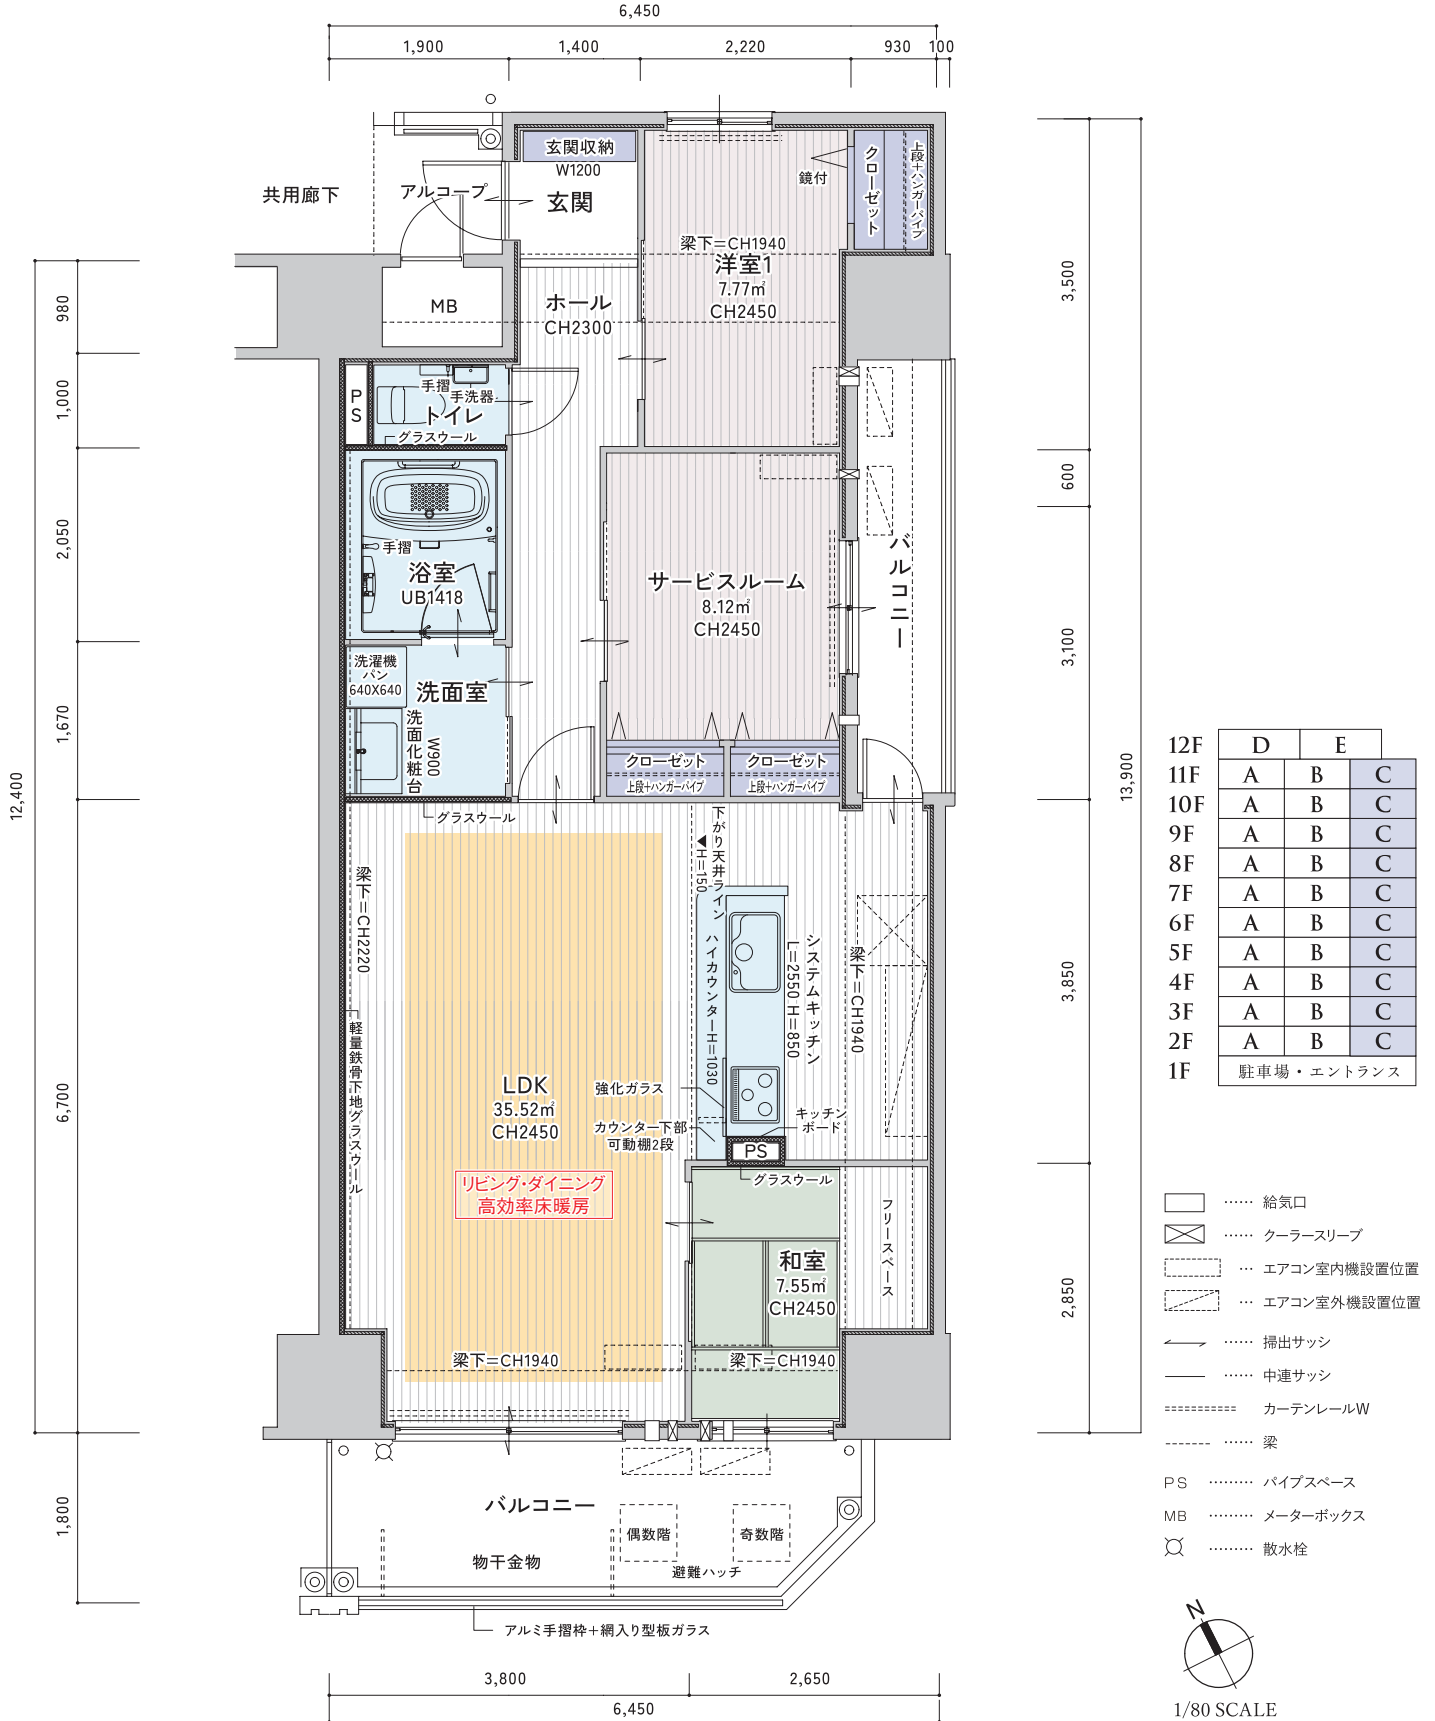 6,450
1,900
1,400
2,220
930
100
共用廊下
アルコープ
玄関収納
W1200
玄関
鏡付
クローゼット
上段+ハンガーパイプ
梁下=CH1940
洋室1
7.77㎡
CH2450
MB
ホール
CH2300
PS
手摺
手洗器
トイレ
グラスウール
手摺
浴室
UB1418
サービスルーム
8.12㎡
CH2450
バルコニー
洗濯機
パン
640X640
洗面室
洗面化粧台
W900
クローゼット
上段+ハンガーパイプ
クローゼット
上段+ハンガーパイプ
グラスウール
下がり天井ライン
▲H=150
梁下=CH2220
軽量鉄骨下地グラスウール
ハイカウンターH=1030
システムキッチン
L=2550 H=850
梁下=CH1940
LDK
35.52㎡
CH2450
強化ガラス
カウンター下部
可動棚2段
キッチン
ボード
PS
グラスウール
リビング・ダイニング
高効率床暖房
和室
7.55㎡
CH2450
フリースペース
梁下=CH1940
梁下=CH1940
バルコニー
偶数階
奇数階
物干金物
避難ハッチ
アルミ手摺枠+網入り型板ガラス
3,800
2,650
6,450
12,400
980
1,000
2,050
1,670
6,700
1,800
3,500
600
3,100
3,850
2,850
13,900
12F D E
11F A B C
10F A B C
9F A B C
8F A B C
7F A B C
6F A B C
5F A B C
4F A B C
3F A B C
2F A B C
1F 駐車場・エントランス
…… 給気口
…… クーラースリーブ
… エアコン室内機設置位置
… エアコン室外機設置位置
…… 掃出サッシ
…… 中連サッシ
カーテンレールW
…… 梁
PS ……… パイプスペース
MB ……… メーターボックス
……… 散水栓
N
1/80 SCALE